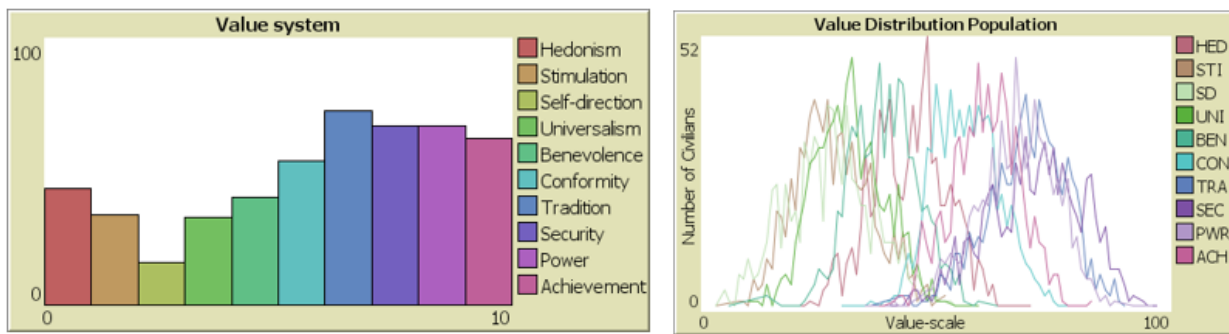 Value system
100
0
0
10
Hedonism
Stimulation
Self-direction
Universalism
Benevolence
Conformity
Tradition
Security
Power
Achievement
Value Distribution Population
52
Number of Civilians
0
0
Value-scale
100
HED
STI
SD
UNI
BEN
CON
TRA
SEC
PWR
ACH